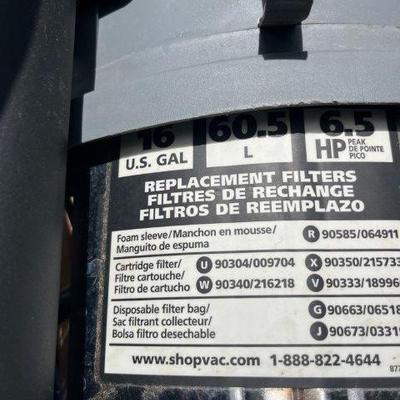 16 60.5 6.5
U.S. GAL L HP PEAK DE POINTE PICO
REPLACEMENT FILTERS
FILTRES DE RECHANGE
FILTROS DE REEMPLAZO
Foam sleeve/Manchon en mousse/
Manguito de espuma
R 90585/064911
Cartridge filter/
Filtre cartouche/
Filtro de cartucho
U 90304/009704 X 90350/215733
W 90340/216218 V 90333/18996
Disposable filter bag/
Sac filtrant collecteur/
Bolsa filtro desechable
G 90663/06518
J 90673/03319
www.shopvac.com 1-888-822-4644
877